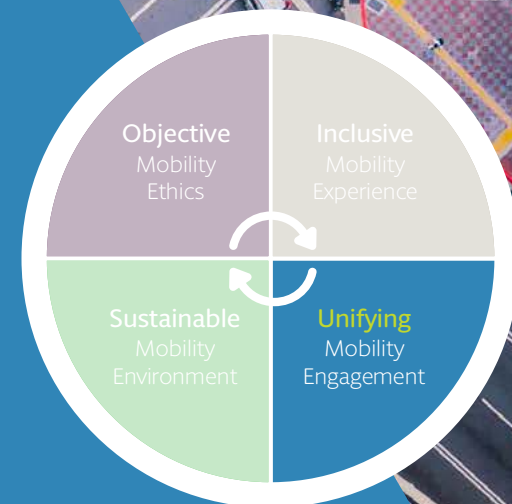 Objective
Mobility
Ethics
Inclusive
Mobility
Experience
Sustainable
Mobility
Environment
Unifying
Mobility
Engagement